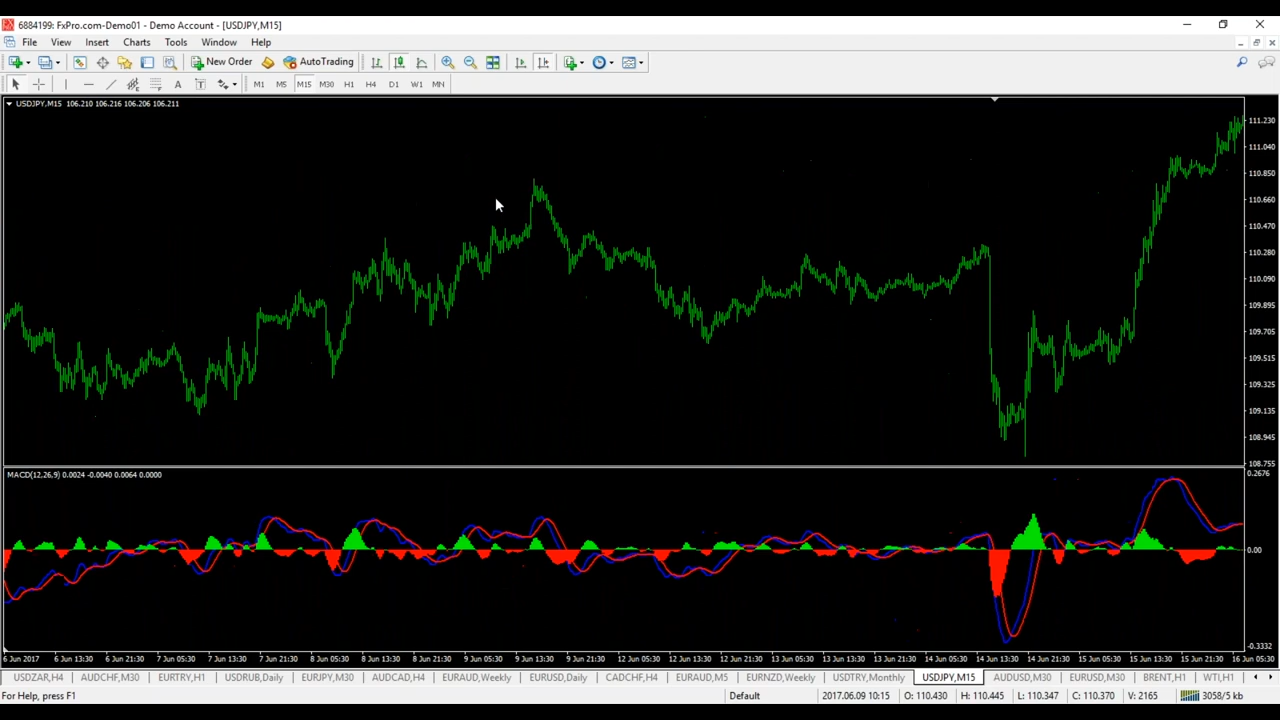 6884199: FxPro.com-Demo01 - Demo Account - [USDJPY,M15]
File View Insert Charts Tools Window Help
New Order AutoTrading
A T M1 M5 M15 M30 H1 H4 D1 W1 MN
USDJPY,M15 106.210 106.216 106.206 106.211
111.230
111.040
110.850
110.660
110.470
110.280
110.090
109.895
109.705
109.515
109.325
109.135
108.945
108.755
MACD(12,26,9) 0.0024 -0.0040 0.0064 0.0000
0.2676
0.00
-0.3332
6 Jun 2017 6 Jun 13:30 6 Jun 21:30 7 Jun 05:30 7 Jun 13:30 7 Jun 21:30 8 Jun 05:30 8 Jun 13:30 8 Jun 21:30 9 Jun 05:30 9 Jun 13:30 9 Jun 21:30 12 Jun 05:30 12 Jun 13:30 12 Jun 21:30 13 Jun 05:30 13 Jun 13:30 13 Jun 21:30 14 Jun 05:30 14 Jun 13:30 14 Jun 21:30 15 Jun 05:30 15 Jun 13:30 15 Jun 21:30 16 Jun 05:30
USDZAR,H4 AUDCHF,M30 EURTRY,H1 USDRUB,Daily EURJPY,M30 AUDCAD,H4 EURAUD,Weekly EURUSD,Daily CADCHF,H4 EURAUD,M5 EURNZD,Weekly USDTRY,Monthly USDJPY,M15 AUDUSD,M30 EURUSD,M30 BRENT,H1 WTI,H1
For Help, press F1 Default 2017.06.09 10:15 O: 110.430 H: 110.445 L: 110.347 C: 110.370 V: 2165 3058/5 kb